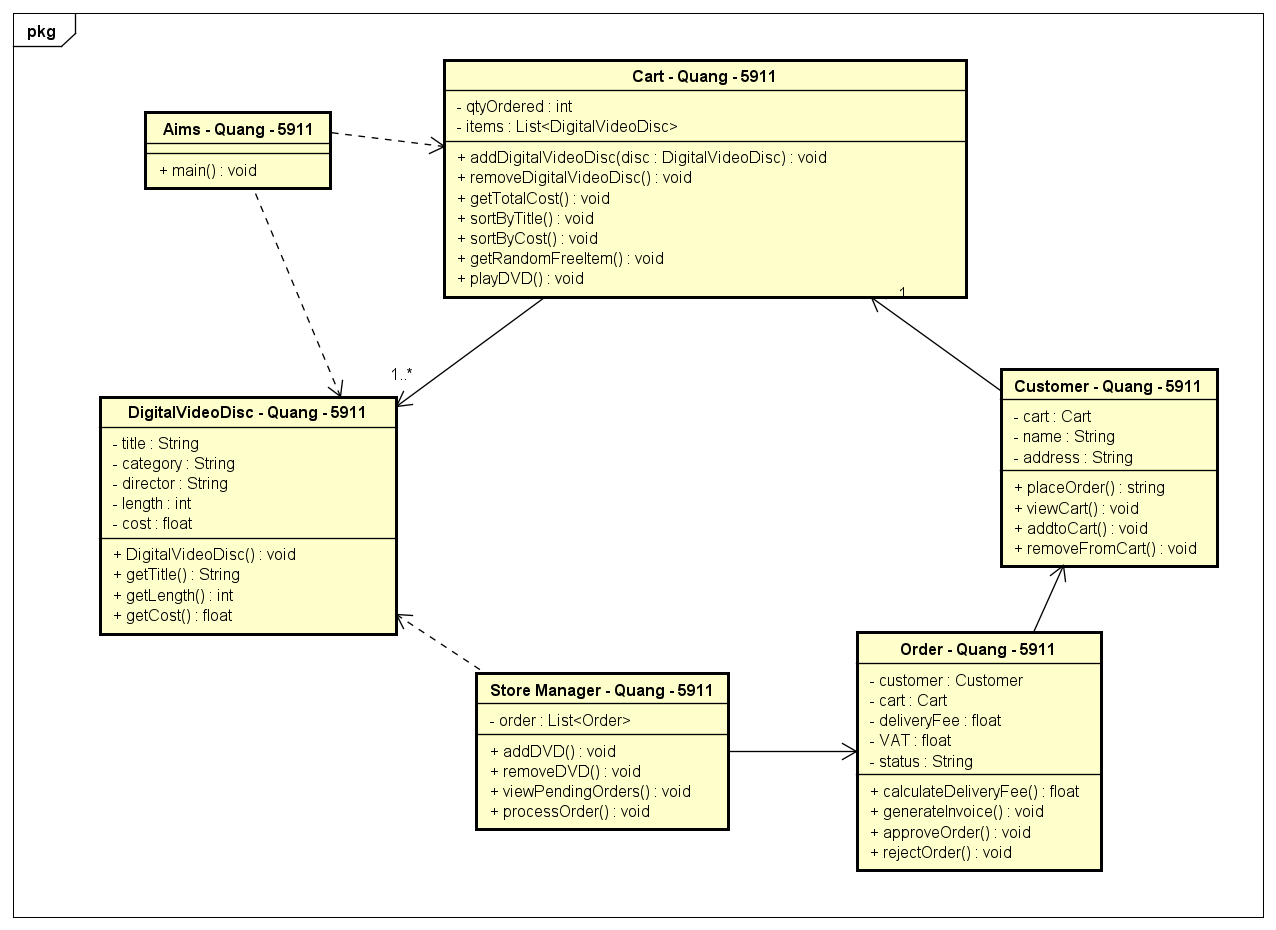 pkg
Aims - Quang - 5911
+ main() : void
Cart - Quang - 5911
- qtyOrdered : int
- items : List<DigitalVideoDisc>
+ addDigitalVideoDisc(disc : DigitalVideoDisc) : void
+ removeDigitalVideoDisc() : void
+ getTotalCost() : void
+ sortByTitle() : void
+ sortByCost() : void
+ getRandomFreeItem() : void
+ playDVD() : void
1
1..*
DigitalVideoDisc - Quang - 5911
- title : String
- category : String
- director : String
- length : int
- cost : float
+ DigitalVideoDisc() : void
+ getTitle() : String
+ getLength() : int
+ getCost() : float
Customer - Quang - 5911
- cart : Cart
- name : String
- address : String
+ placeOrder() : string
+ viewCart() : void
+ addtoCart() : void
+ removeFromCart() : void
Store Manager - Quang - 5911
- order : List<Order>
+ addDVD() : void
+ removeDVD() : void
+ viewPendingOrders() : void
+ processOrder() : void
Order - Quang - 5911
- customer : Customer
- cart : Cart
- deliveryFee : float
- VAT : float
- status : String
+ calculateDeliveryFee() : float
+ generateInvoice() : void
+ approveOrder() : void
+ rejectOrder() : void